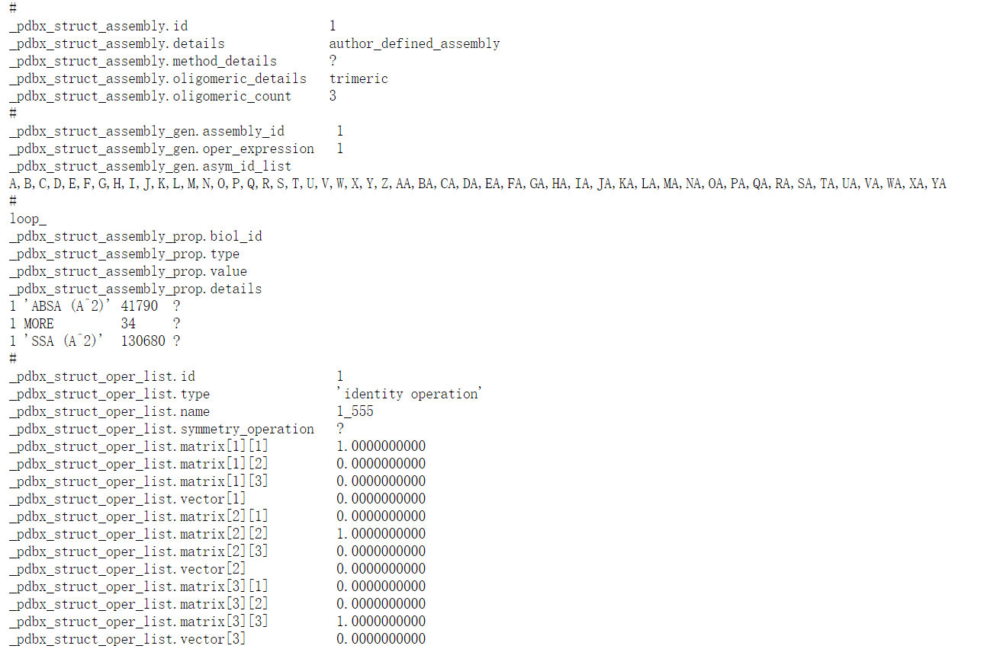 #
_pdbx_struct_assembly.id                   1
_pdbx_struct_assembly.details              author_defined_assembly
_pdbx_struct_assembly.method_details       ?
_pdbx_struct_assembly.oligomeric_details   trimeric
_pdbx_struct_assembly.oligomeric_count     3
#
_pdbx_struct_assembly_gen.assembly_id       1
_pdbx_struct_assembly_gen.oper_expression   1
_pdbx_struct_assembly_gen.asym_id_list
A,B,C,D,E,F,G,H,I,J,K,L,M,N,O,P,Q,R,S,T,U,V,W,X,Y,Z,AA,BA,CA,DA,EA,FA,GA,HA,IA,JA,KA,LA,MA,NA,OA,PA,QA,RA,SA,TA,UA,VA,WA,XA,YA
#
loop_
_pdbx_struct_assembly_prop.biol_id
_pdbx_struct_assembly_prop.type
_pdbx_struct_assembly_prop.value
_pdbx_struct_assembly_prop.details
1 'ABSA (A^2)' 41790  ?
1 MORE         34     ?
1 'SSA (A^2)'  130680 ?
#
_pdbx_struct_oper_list.id                   1
_pdbx_struct_oper_list.type                 'identity operation'
_pdbx_struct_oper_list.name                 1_555
_pdbx_struct_oper_list.symmetry_operation   ?
_pdbx_struct_oper_list.matrix[1][1]         1.0000000000
_pdbx_struct_oper_list.matrix[1][2]         0.0000000000
_pdbx_struct_oper_list.matrix[1][3]         0.0000000000
_pdbx_struct_oper_list.vector[1]            0.0000000000
_pdbx_struct_oper_list.matrix[2][1]         0.0000000000
_pdbx_struct_oper_list.matrix[2][2]         1.0000000000
_pdbx_struct_oper_list.matrix[2][3]         0.0000000000
_pdbx_struct_oper_list.vector[2]            0.0000000000
_pdbx_struct_oper_list.matrix[3][1]         0.0000000000
_pdbx_struct_oper_list.matrix[3][2]         0.0000000000
_pdbx_struct_oper_list.matrix[3][3]         1.0000000000
_pdbx_struct_oper_list.vector[3]            0.0000000000